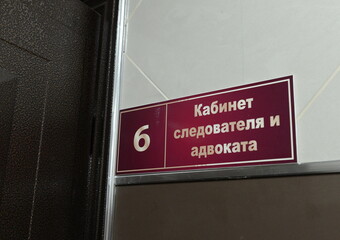 6
Кабинет
следователя и
адвоката